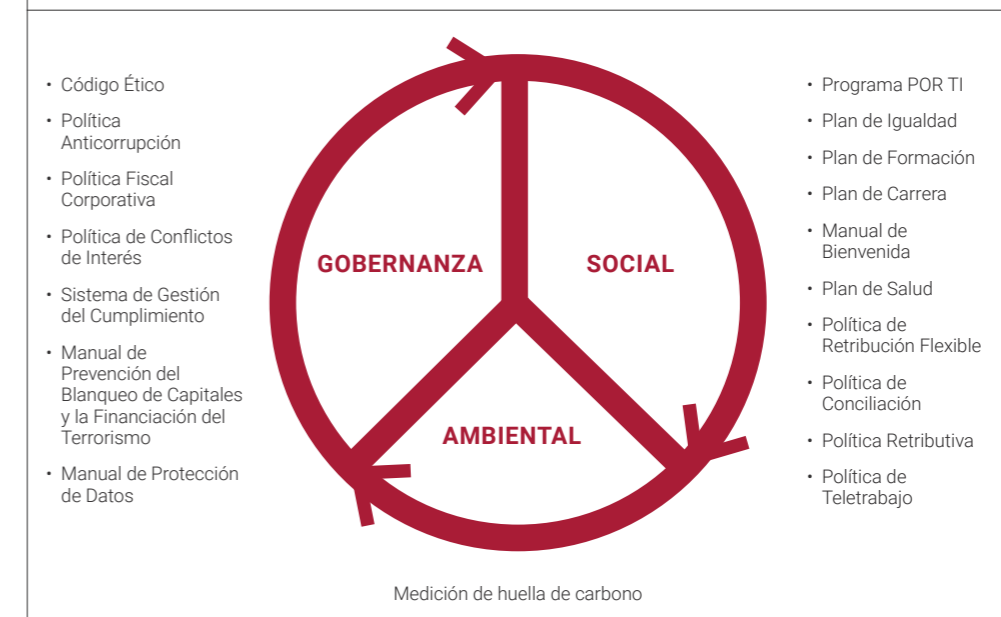 • Código Ético
• Política
Anticorrupción
• Política Fiscal
Corporativa
• Política de Conflictos
de Interés
• Sistema de Gestión
del Cumplimiento
• Manual de
Prevención del
Blanqueo de Capitales
y la Financiación del
Terrorismo
• Manual de Protección
de Datos
GOBERNANZA
SOCIAL
AMBIENTAL
• Programa POR TI
• Plan de Igualdad
• Plan de Formación
• Plan de Carrera
• Manual de
Bienvenida
• Plan de Salud
• Política de
Retribución Flexible
• Política de
Conciliación
• Política Retributiva
• Política de
Teletrabajo
Medición de huella de carbono